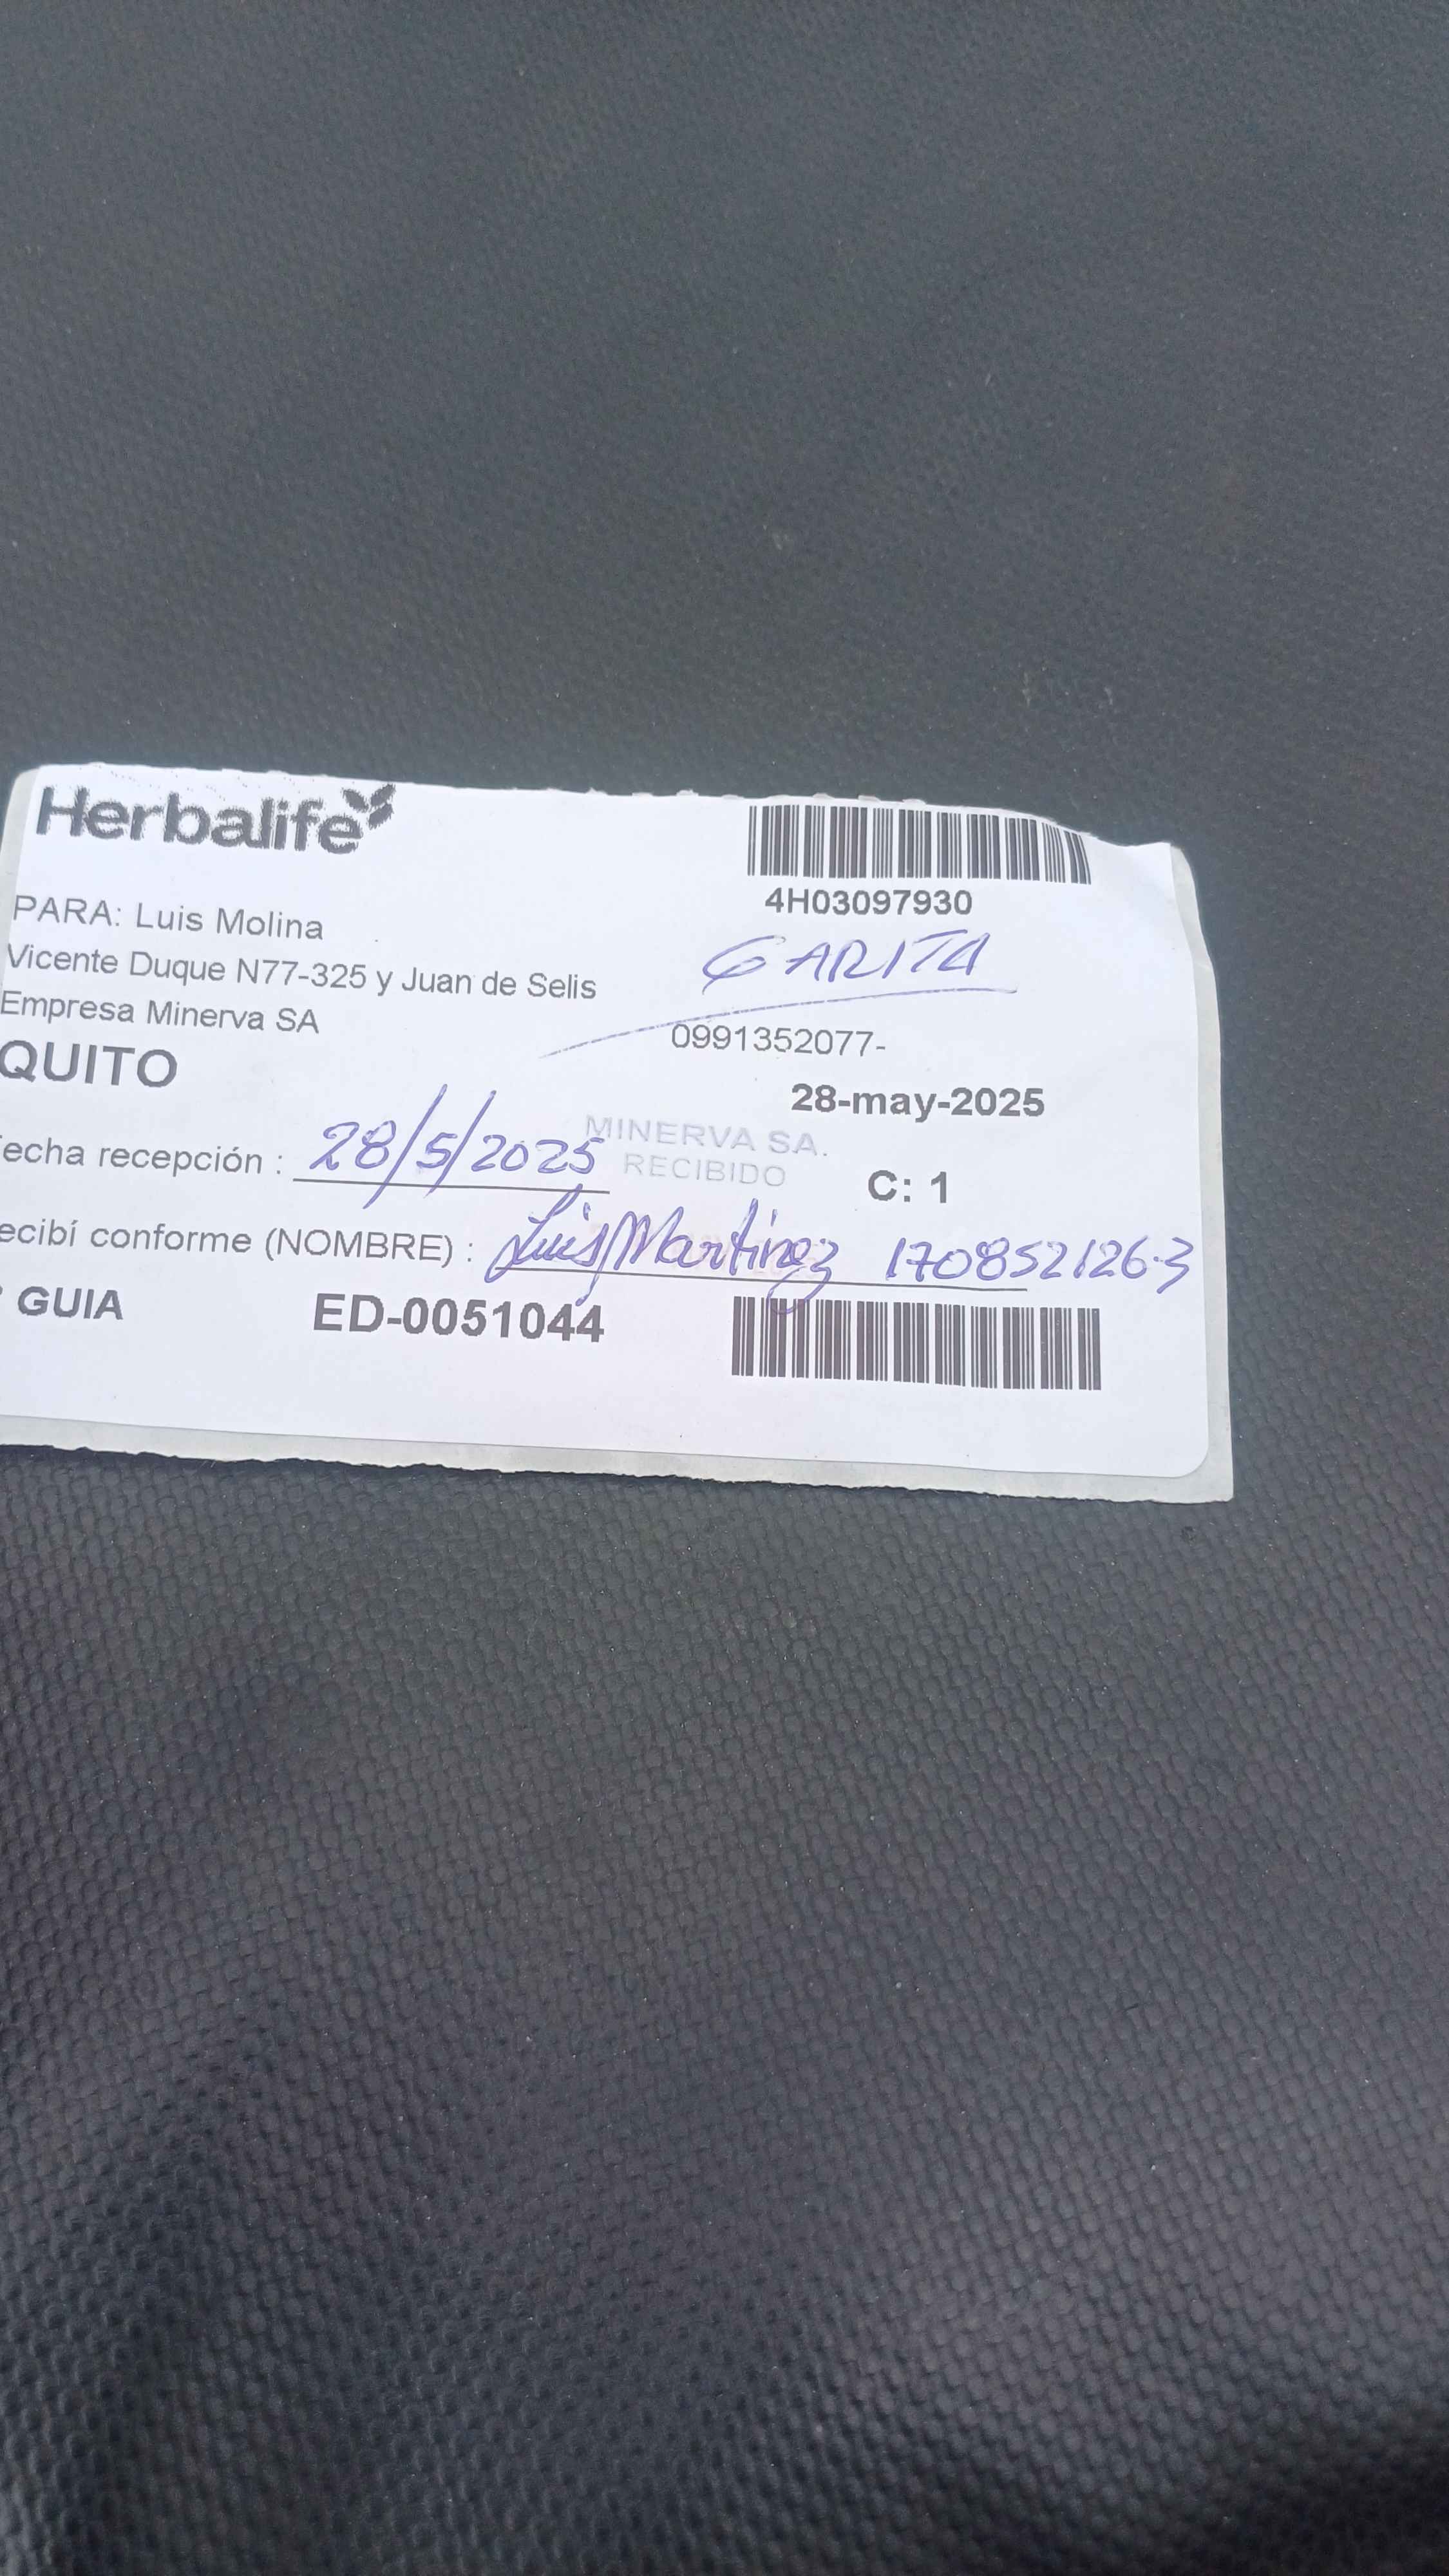 Herbalife
4H03097930
PARA: Luis Molina
GARITA
Vicente Duque N77-325 y Juan de Selis
Empresa Minerva SA
0991352077-
QUITO
28-may-2025
echa recepción : 28/5/2025
MINERVA SA.
RECIBIDO
C: 1
ecibí conforme (NOMBRE) : Luis Martinez 170852126-3
GUIA ED-0051044